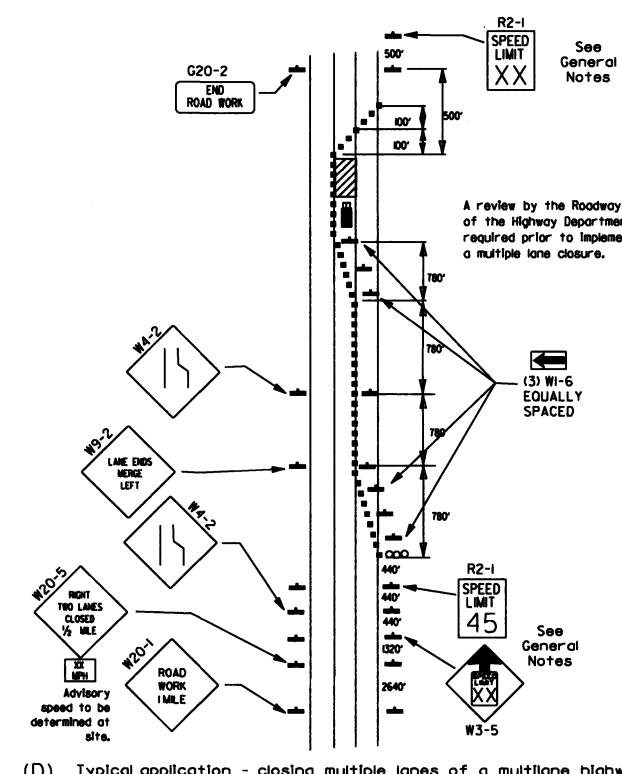 R2-1
SPEED
LIMIT
XX
See
General
Notes
500'
G20-2
END
ROAD WORK
500'
100'
100'
A review by the Roadway
of the Highway Departme
required prior to impleme
a multiple lane closure.
780'
780'
W4-2
(3) W1-6
EQUALLY
SPACED
780'
W9-2
LANE ENDS
MERGE
LEFT
780'
W4-2
440'
R2-1
SPEED
LIMIT
45
440'
440'
W20-5
RIGHT
TWO LANES
CLOSED
1/2 MILE
XX
MPH
Advisory
speed to be
determined at
site.
See
General
Notes
1320'
W20-1
ROAD
WORK
1 MILE
2640'
SPEED
LIMIT
XX
W3-5
(D) Typical application - closing multiple lanes of a multilane highw